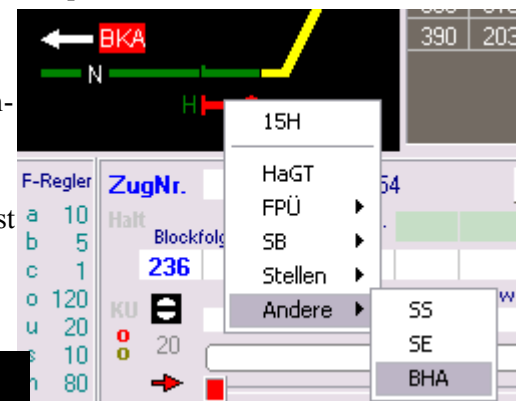 BKA
390 203
N
n-
H
15H
F-Regler ZugNr. 54
HaGT
st a 10 Halt
FPÜ
b 5 Blockfolg
SB
c 1 236
Stellen
o 120 KU
Andere
SS
u 20 0
20
SE
s 10 0
BHA
n 80